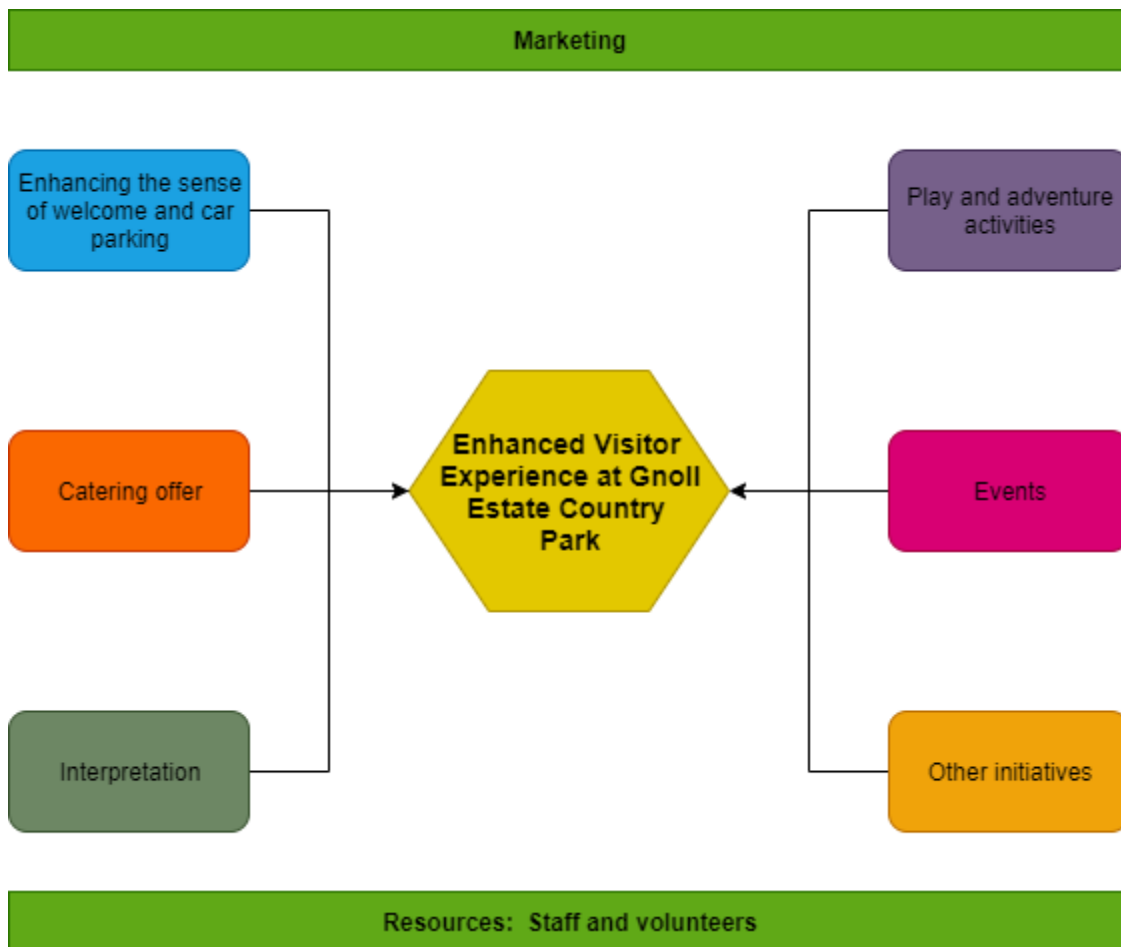 Marketing
Enhancing the sense
of welcome and car
parking
Play and adventure
activities
Enhanced Visitor
Experience at Gnoll
Estate Country
Park
Catering offer
Events
Interpretation
Other initiatives
Resources:  Staff and volunteers